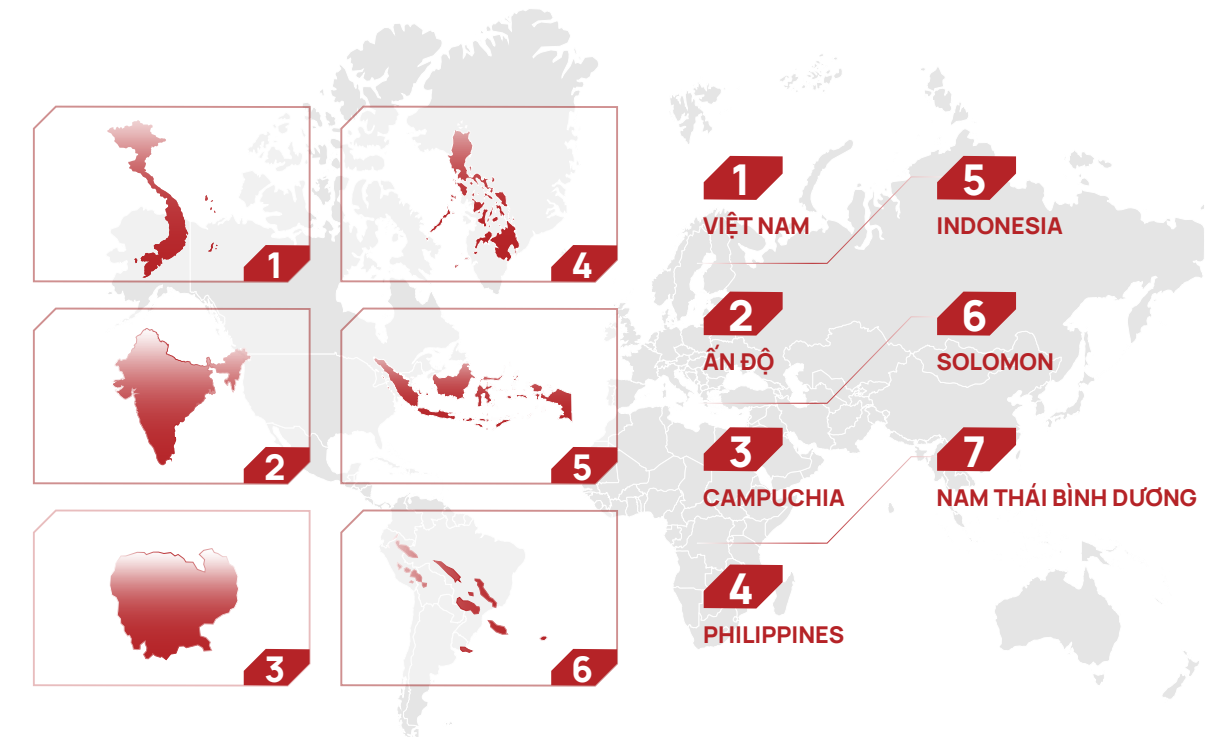 1
4
2
5
3
6
1
VIỆT NAM
2
ẤN ĐỘ
3
CAMPUCHIA
4
PHILIPPINES
5
INDONESIA
6
SOLOMON
7
NAM THÁI BÌNH DƯƠNG